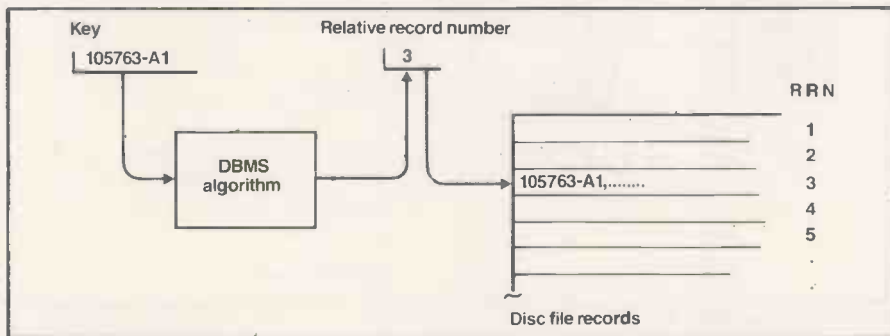 Key
105763-A1
DBMS
algorithm
Relative record number
3
RRN
1
2
105763-A1,........
3
4
5
.
.
Disc file records